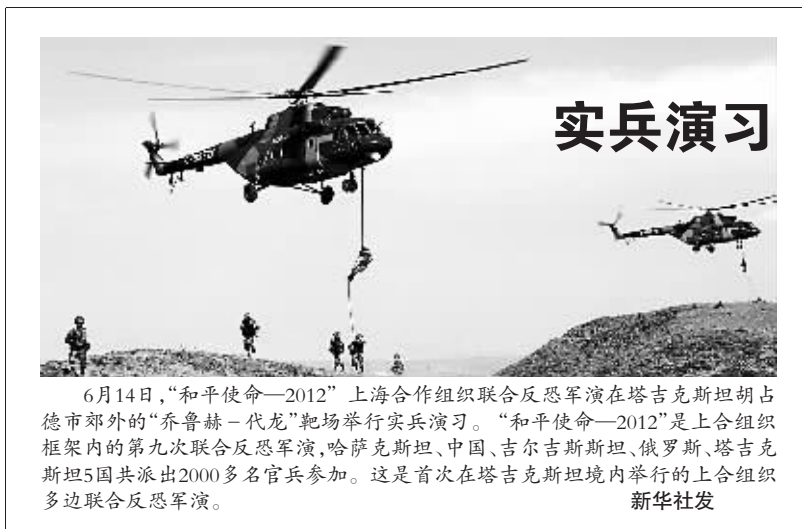 实兵演习
6月14日，“和平使命—2012” 上海合作组织联合反恐军演在塔吉克斯坦胡占
德市郊外的“乔鲁赫－代龙”靶场举行实兵演习。 “和平使命—2012”是上合组织
框架内的第九次联合反恐军演，哈萨克斯坦、中国、吉尔吉斯斯坦、俄罗斯、塔吉克
斯坦5国共派出2000多名官兵参加。这是首次在塔吉克斯坦境内举行的上合组织
多边联合反恐军演。 新华社发